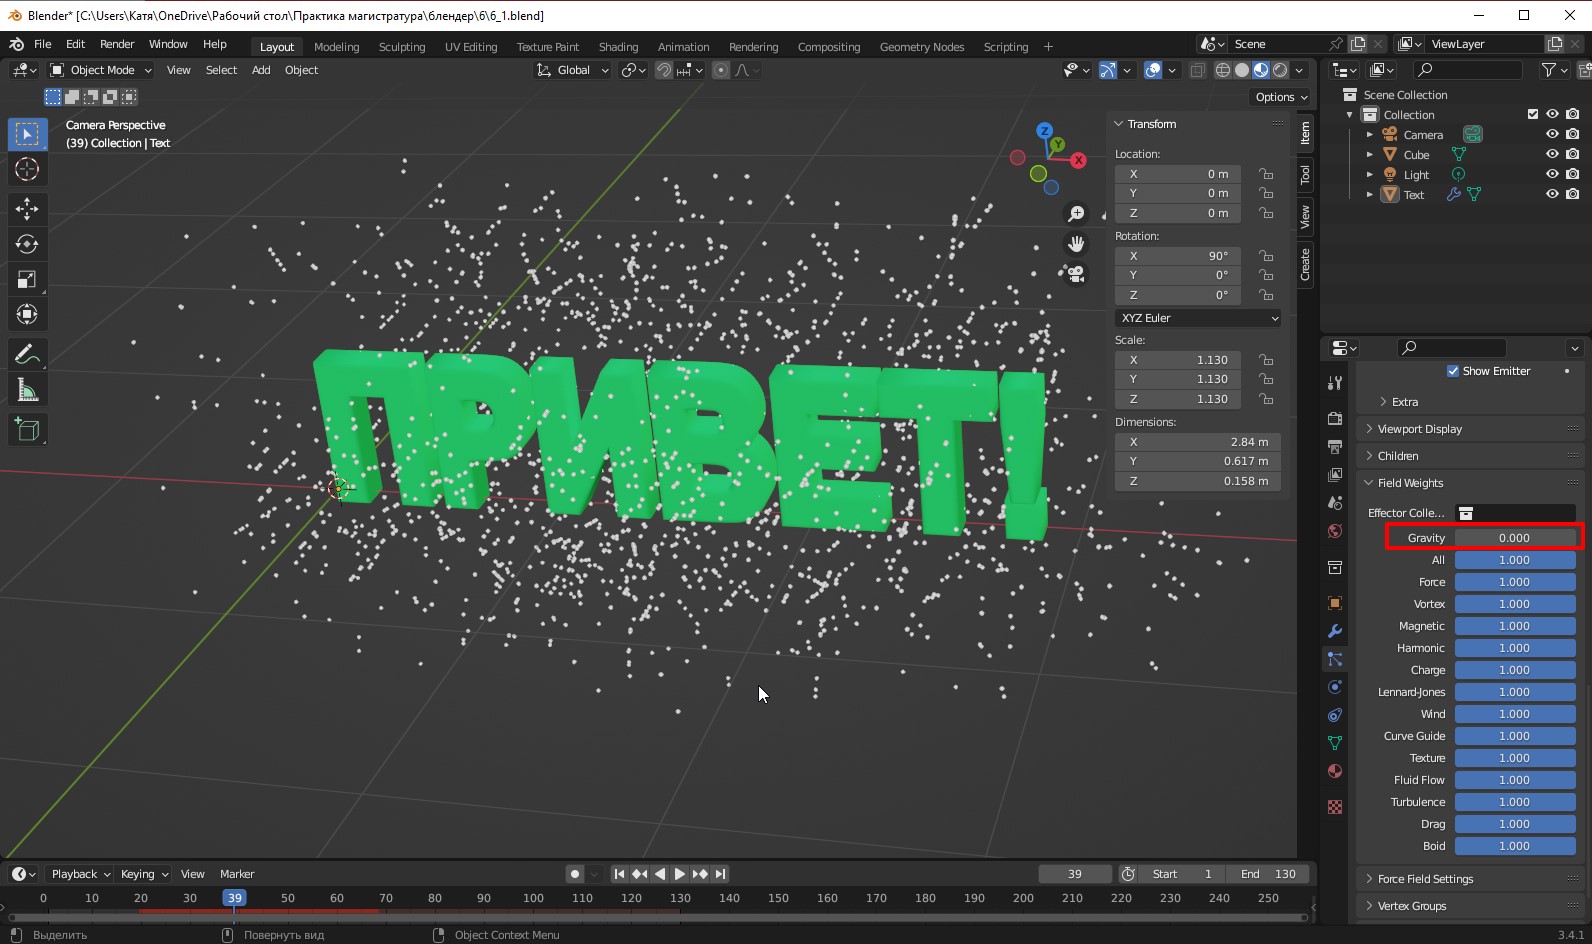 Blender* [C:\Users\Катя\OneDrive\Рабочий стол\Практика магистратура\блендер\6\6_1.blend]
File Edit Render Window Help Layout Modeling Sculpting UV Editing Texture Paint Shading Animation Rendering Compositing Geometry Nodes Scripting + Scene ViewLayer
Object Mode View Select Add Object Global
Options
Camera Perspective
(39) Collection | Text
ПРИВЕТ!
Z
Y
X
Transform
Location:
X 0 m
Y 0 m
Z 0 m
Rotation:
X 90°
Y 0°
Z 0°
XYZ Euler
Scale:
X 1.130
Y 1.130
Z 1.130
Dimensions:
X 2.84 m
Y 0.617 m
Z 0.158 m
Item
Tool
View
Create
Scene Collection
Collection
Camera
Cube
Light
Text
Show Emitter
Extra
Viewport Display
Children
Field Weights
Effector Colle...
Gravity 0.000
All 1.000
Force 1.000
Vortex 1.000
Magnetic 1.000
Harmonic 1.000
Charge 1.000
Lennard-Jones 1.000
Wind 1.000
Curve Guide 1.000
Texture 1.000
Fluid Flow 1.000
Turbulence 1.000
Drag 1.000
Boid 1.000
Force Field Settings
Vertex Groups
Playback Keying View Marker 39 Start 1 End 130
0 10 20 30 39 50 60 70 80 90 100 110 120 130 140 150 160 170 180 190 200 210 220 230 240 250
Выделить Повернуть вид Object Context Menu 3.4.1